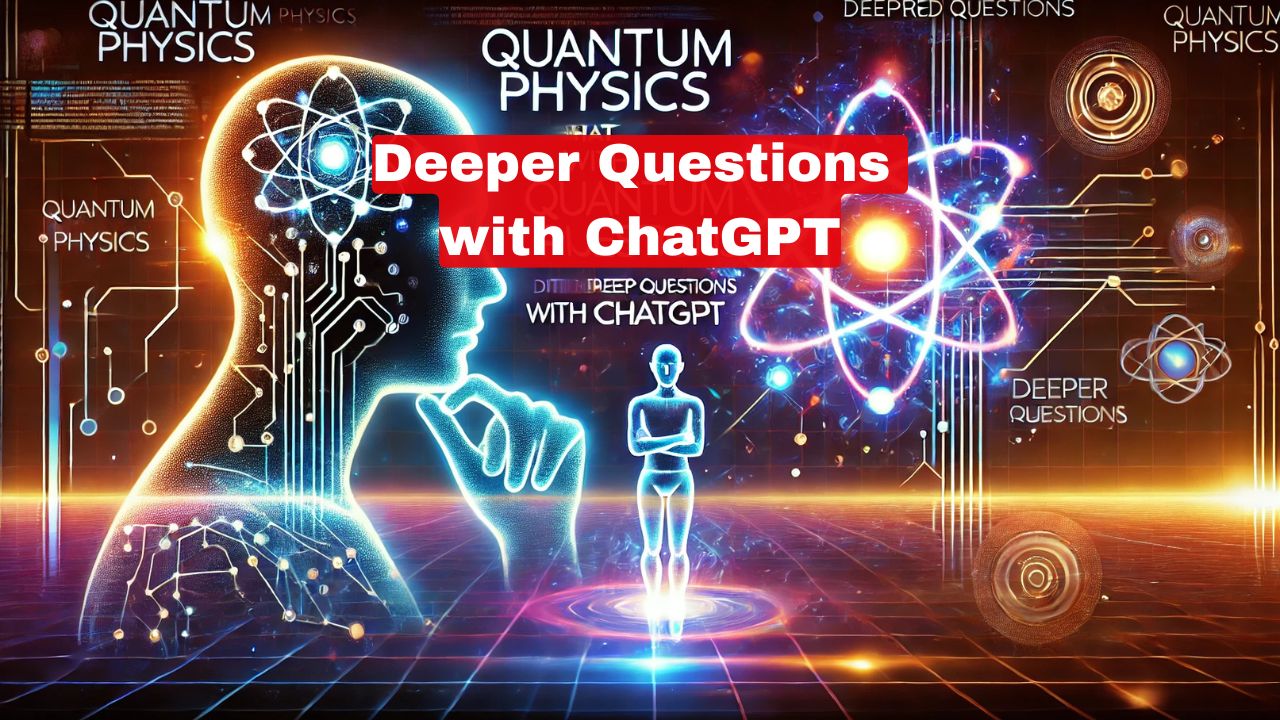 QUANTUM PHYSICS
PHYSICS
QUANTUM
PHYSICS
DEEPRED QUESTIONS
QUANTUM
PHYSICS
Deeper Questions
with ChatGPT
QUANTUM
QUANTUM
PHYSICS
DEEP QUESTIONS
WITH CHATGPT
DEEPER
QUESTIONS